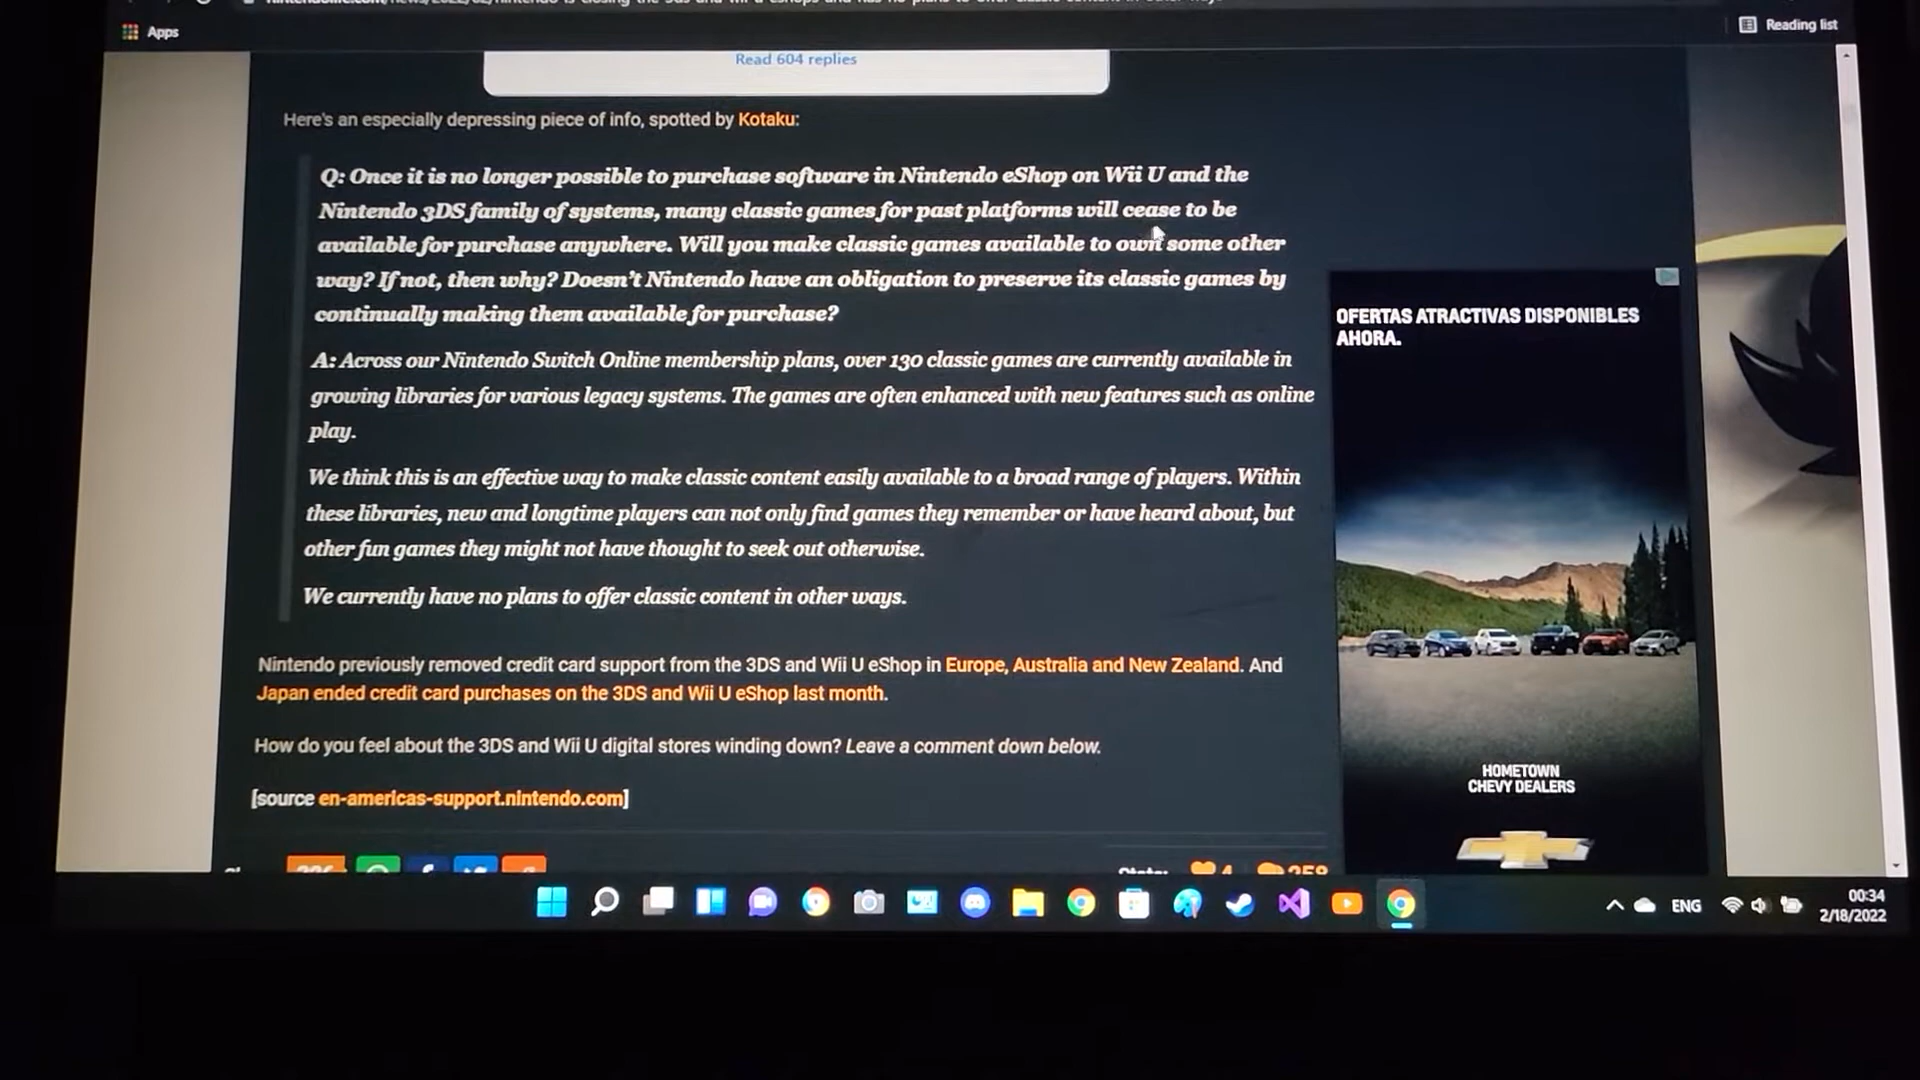 Apps
Reading list
Read 604 replies
Here's an especially depressing piece of info, spotted by Kotaku:
Q: Once it is no longer possible to purchase software in Nintendo eShop on Wii U and the
Nintendo 3DS family of systems, many classic games for past platforms will cease to be
available for purchase anywhere. Will you make classic games available to own some other
way? If not, then why? Doesn't Nintendo have an obligation to preserve its classic games by
continually making them available for purchase?
A: Across our Nintendo Switch Online membership plans, over 130 classic games are currently available in
growing libraries for various legacy systems. The games are often enhanced with new features such as online
play.
We think this is an effective way to make classic content easily available to a broad range of players. Within
these libraries, new and longtime players can not only find games they remember or have heard about, but
other fun games they might not have thought to seek out otherwise.
We currently have no plans to offer classic content in other ways.
Nintendo previously removed credit card support from the 3DS and Wii U eShop in Europe, Australia and New Zealand. And
Japan ended credit card purchases on the 3DS and Wii U eShop last month.
How do you feel about the 3DS and Wii U digital stores winding down? Leave a comment down below.
[source en-americas-support.nintendo.com]
OFERTAS ATRACTIVAS DISPONIBLES
AHORA.
HOMETOWN
CHEVY DEALERS
ENG
00:34
2/18/2022